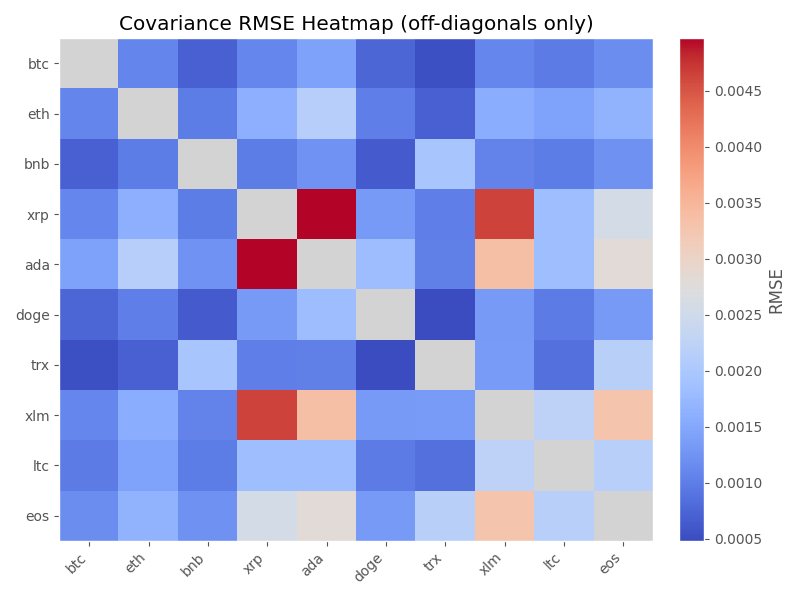 Covariance RMSE Heatmap (off-diagonals only)
btc
eth
bnb
xrp
ada
doge
trx
xlm
ltc
eos
btc
eth
bnb
xrp
ada
doge
trx
xlm
ltc
eos
0.0045
0.0040
0.0035
0.0030
0.0025
0.0020
0.0015
0.0010
0.0005
RMSE